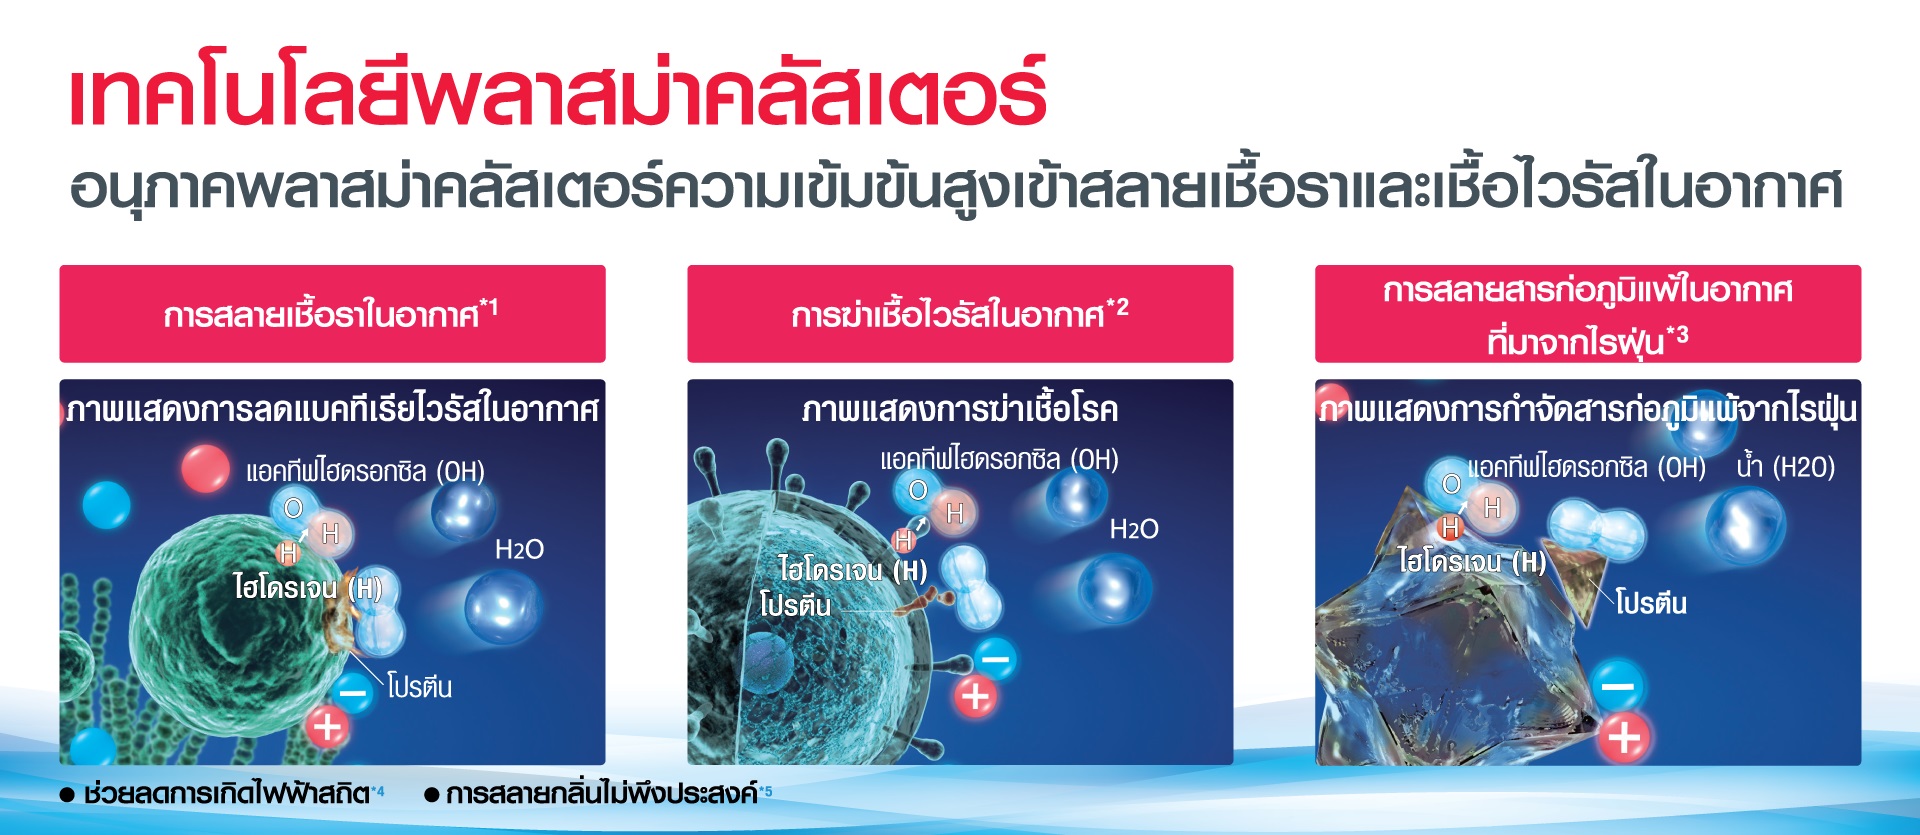 เทคโนโลยีพลาสม่าคลัสเตอร์
อนุภาคพลาสม่าคลัสเตอร์ความเข้มข้นสูงเข้าสลายเชื้อราและเชื้อไวรัสในอากาศ
การสลายเชื้อราในอากาศ*1
ภาพแสดงการลดแบคทีเรียไวรัสในอากาศ
แอคทีฟไฮดรอกซิล (OH)
O
H
H
H2O
ไฮโดรเจน (H)
โปรตีน
−
+
การฆ่าเชื้อไวรัสในอากาศ*2
ภาพแสดงการฆ่าเชื้อโรค
แอคทีฟไฮดรอกซิล (OH)
O
H
H
H2O
ไฮโดรเจน (H)
โปรตีน
−
+
การสลายสารก่อภูมิแพ้ในอากาศ
ที่มาจากไรฝุ่น*3
ภาพแสดงการกำจัดสารก่อภูมิแพ้จากไรฝุ่น
แอคทีฟไฮดรอกซิล (OH) น้ำ (H2O)
O
H
H
ไฮโดรเจน (H)
โปรตีน
−
+
● ช่วยลดการเกิดไฟฟ้าสถิต*4 ● การสลายกลิ่นไม่พึงประสงค์*5